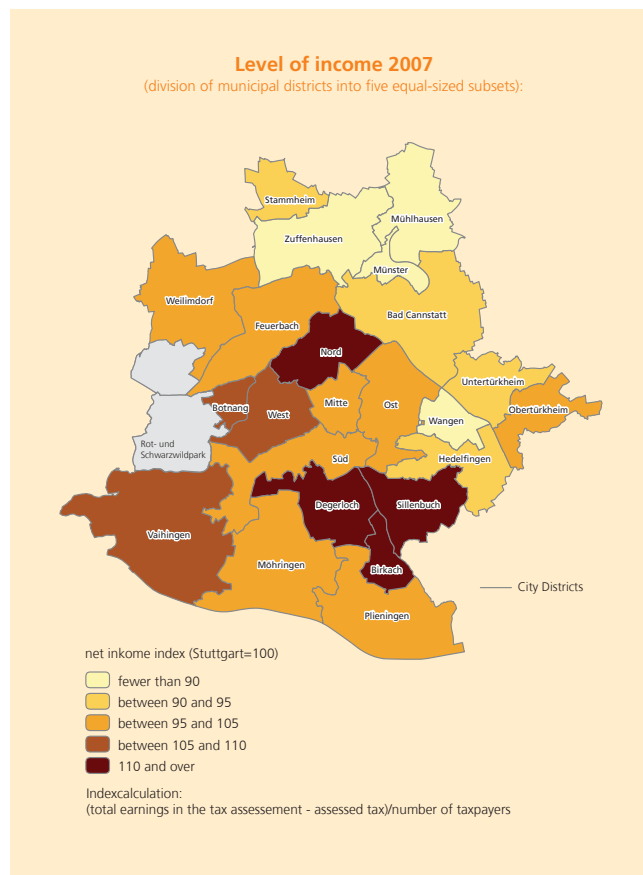 Level of income 2007
(division of municipal districts into five equal-sized subsets):
Stammheim
Mühlhausen
Zuffenhausen
Münster
Weilimdorf
Bad Cannstatt
Feuerbach
Nord
Untertürkheim
Botnang
West
Mitte
Ost
Obertürkheim
Wangen
Rot- und
Schwarzwildpark
Süd
Hedelfingen
Degerloch
Sillenbuch
Vaihingen
Möhringen
Birkach
City Districts
Plieningen
net inkome index (Stuttgart=100)
fewer than 90
between 90 and 95
between 95 and 105
between 105 and 110
110 and over
Indexcalculation:
(total earnings in the tax assessement - assessed tax)/number of taxpayers